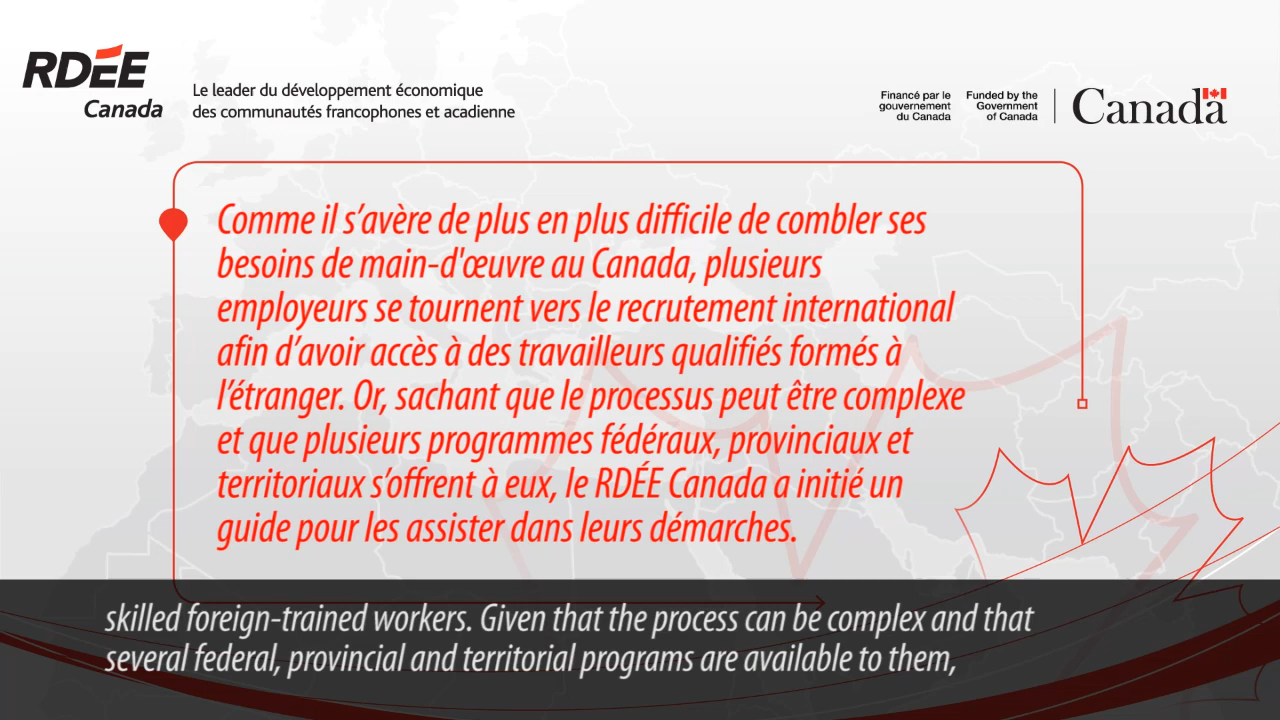 RDÉE
Canada
Le leader du développement économique
des communautés francophones et acadienne
Financé par le
gouvernement
du Canada
Funded by the
Government
of Canada
Canada
Comme il s’avère de plus en plus difficile de combler ses
besoins de main-d'œuvre au Canada, plusieurs
employeurs se tournent vers le recrutement international
afin d’avoir accès à des travailleurs qualifiés formés à
l’étranger. Or, sachant que le processus peut être complexe
et que plusieurs programmes fédéraux, provinciaux et
territoriaux s’offrent à eux, le RDÉE Canada a initié un
guide pour les assister dans leurs démarches.
skilled foreign-trained workers. Given that the process can be complex and that
several federal, provincial and territorial programs are available to them,